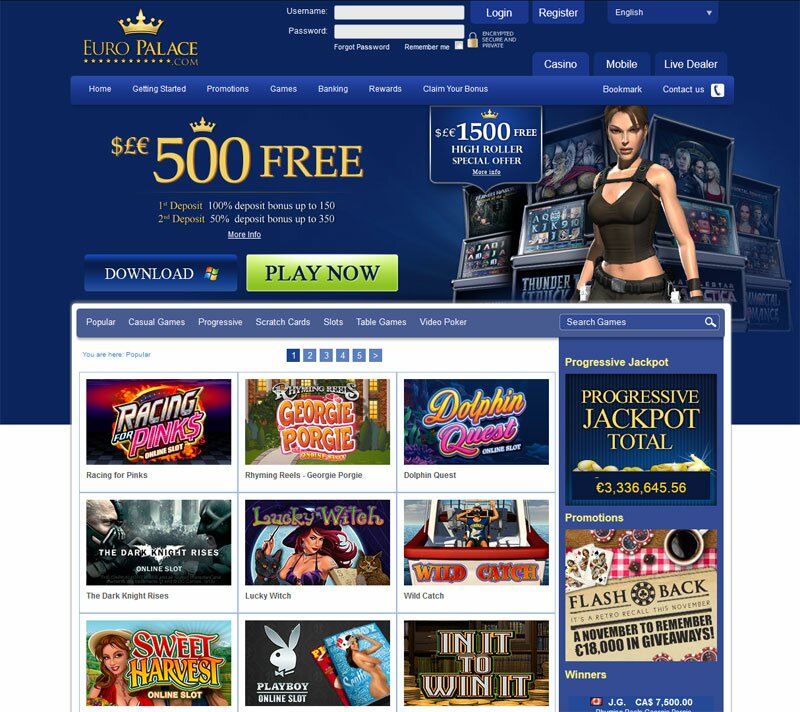 Username:
Login
Register
English
Password:
ENCRYPTED
SECURE AND
PRIVATE
Forgot Password
Remember me
EURO PALACE
.COM
Casino
Mobile
Live Dealer
Home
Getting Started
Promotions
Games
Banking
Rewards
Claim Your Bonus
Bookmark
Contact us
$£€ 500 FREE
1st Deposit 100% deposit bonus up to 150
2nd Deposit 50% deposit bonus up to 350
More Info
$£€ 1500 FREE
HIGH ROLLER
SPECIAL OFFER
More info
THUNDER
STRUCK
DOWNLOAD
PLAY NOW
Popular
Casual Games
Progressive
Scratch Cards
Slots
Table Games
Video Poker
Search Games
You are here: Popular
1 2 3 4 5 >
RACING
FOR
PINK$
ONLINE SLOT
Racing for Pinks
RHYMING REELS
GEORGIE
PORGIE
ONLINE SLOT
Rhyming Reels - Georgie Porgie
Dolphin
Quest
ONLINE SLOT
Dolphin Quest
THE DARK KNIGHT RISES
ONLINE SLOT
The Dark Knight Rises
Lucky Witch
Lucky Witch
WILD CATCH
Wild Catch
SWEET
HARVEST
ONLINE SLOT
PLAYBOY
ONLINE SLOT
IN IT
TO
WIN IT
Progressive Jackpot
PROGRESSIVE
JACKPOT
TOTAL
€3,336,645.56
Promotions
FLASH BACK
IT'S A RETRO RECALL THIS NOVEMBER
A NOVEMBER TO REMEMBER
€18.000 IN GIVEAWAYS!
Winners
J.G. CA$ 7,500.00
Rhyming Reels Georgie Porgie